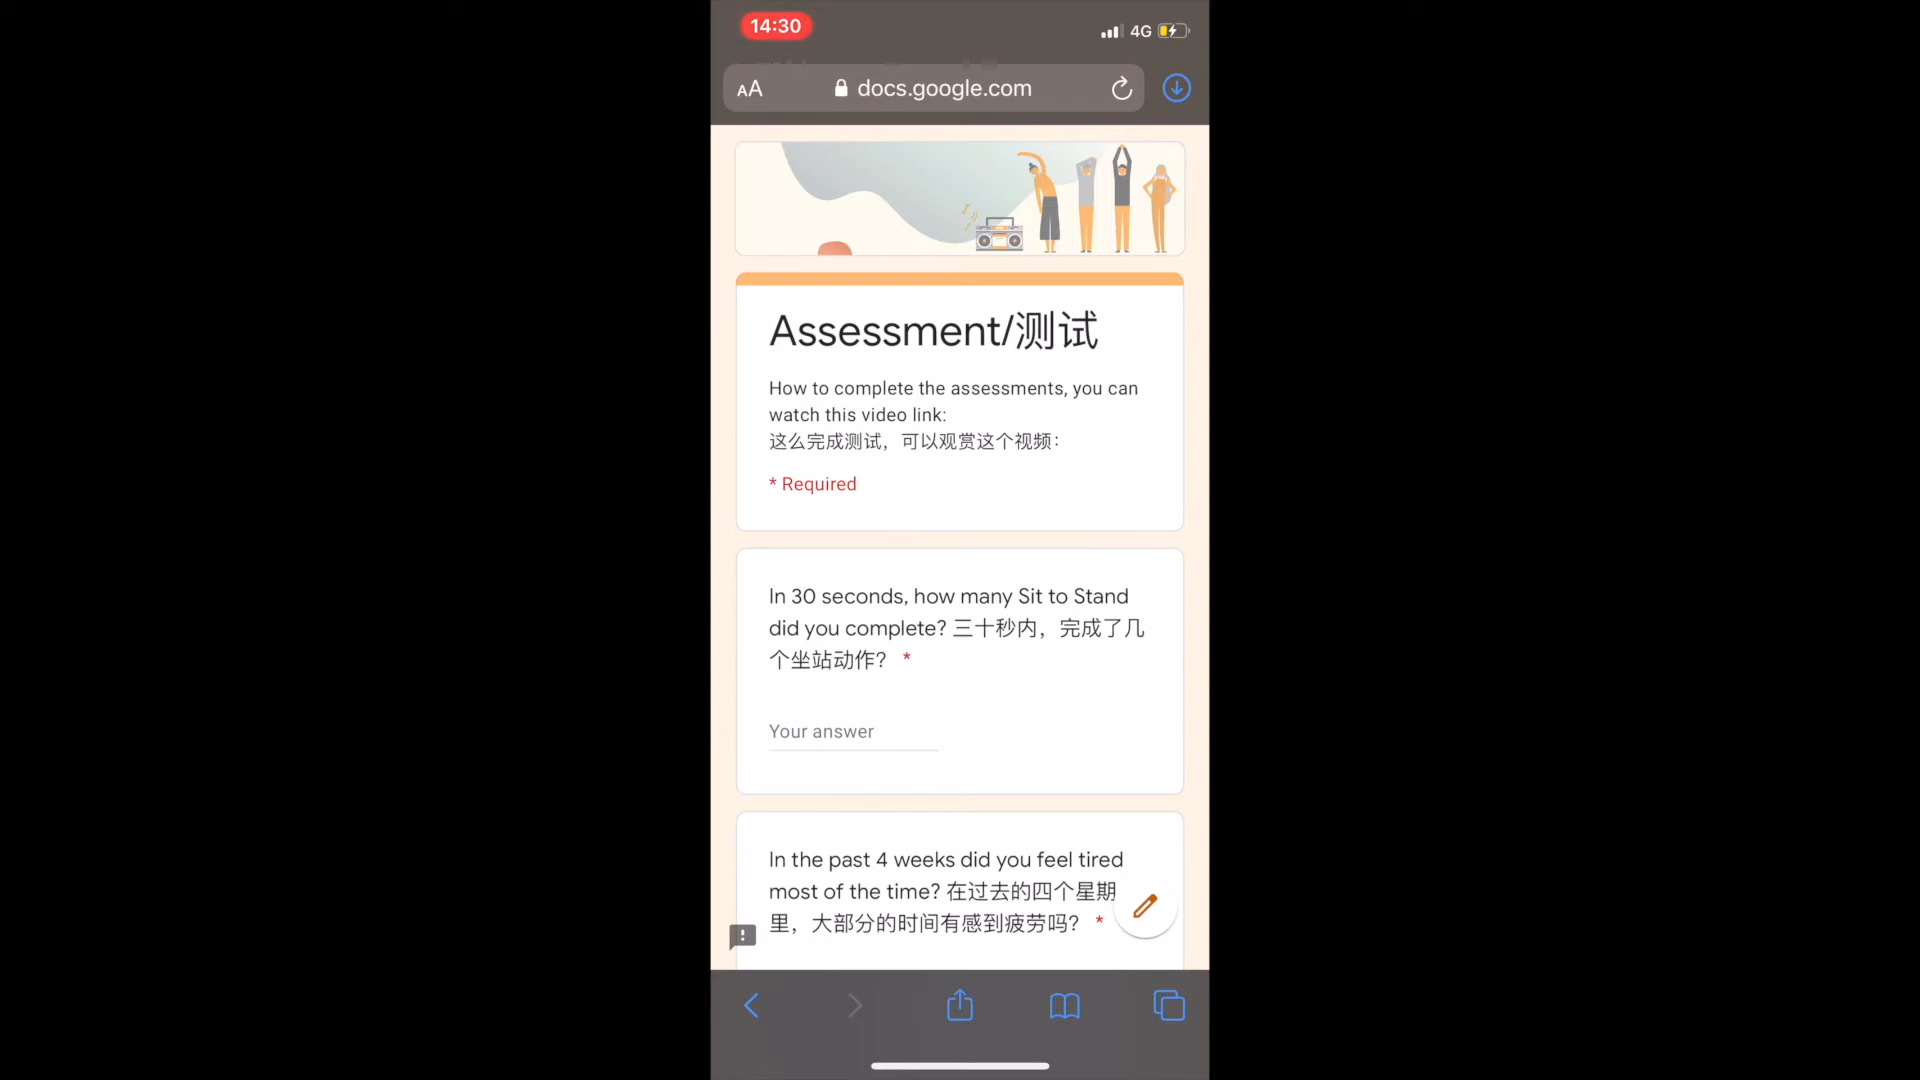 14:30
4G
AA
docs.google.com
Assessment/测试
How to complete the assessments, you can
watch this video link:
这么完成测试，可以观赏这个视频：
* Required
In 30 seconds, how many Sit to Stand
did you complete? 三十秒内，完成了几
个坐站动作？ *
Your answer
In the past 4 weeks did you feel tired
most of the time? 在过去的四个星期
里，大部分的时间有感到疲劳吗？ *